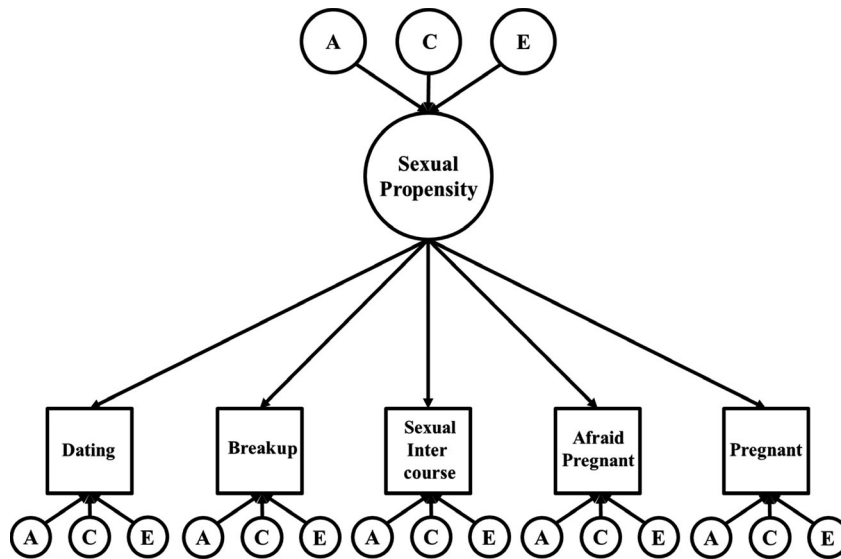 A C E
Sexual
Propensity
Dating
Breakup
Sexual
Inter
course
Afraid
Pregnant
Pregnant
A C E A C E A C E A C E A C E